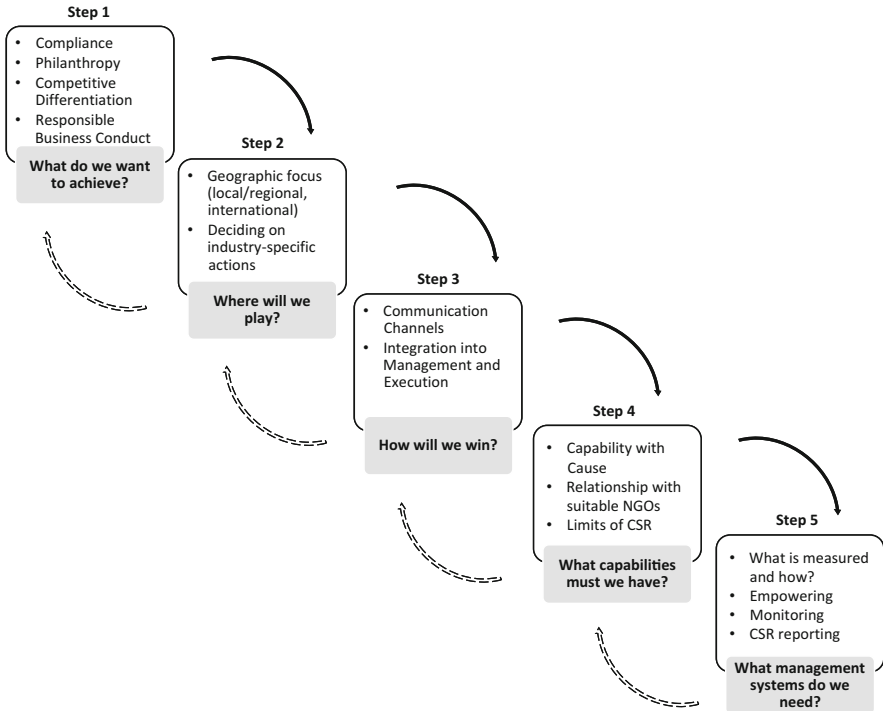 Step 1
• Compliance
• Philanthropy
• Competitive
Differentiation
• Responsible
Business Conduct
What do we want
to achieve?
Step 2
• Geographic focus
(local/regional,
international)
• Deciding on
industry-specific
actions
Where will we
play?
Step 3
• Communication
Channels
• Integration into
Management and
Execution
How will we win?
Step 4
• Capability with
Cause
• Relationship with
suitable NGOs
• Limits of CSR
What capabilities
must we have?
Step 5
• What is measured
and how?
• Empowering
• Monitoring
• CSR reporting
What management
systems do we
need?